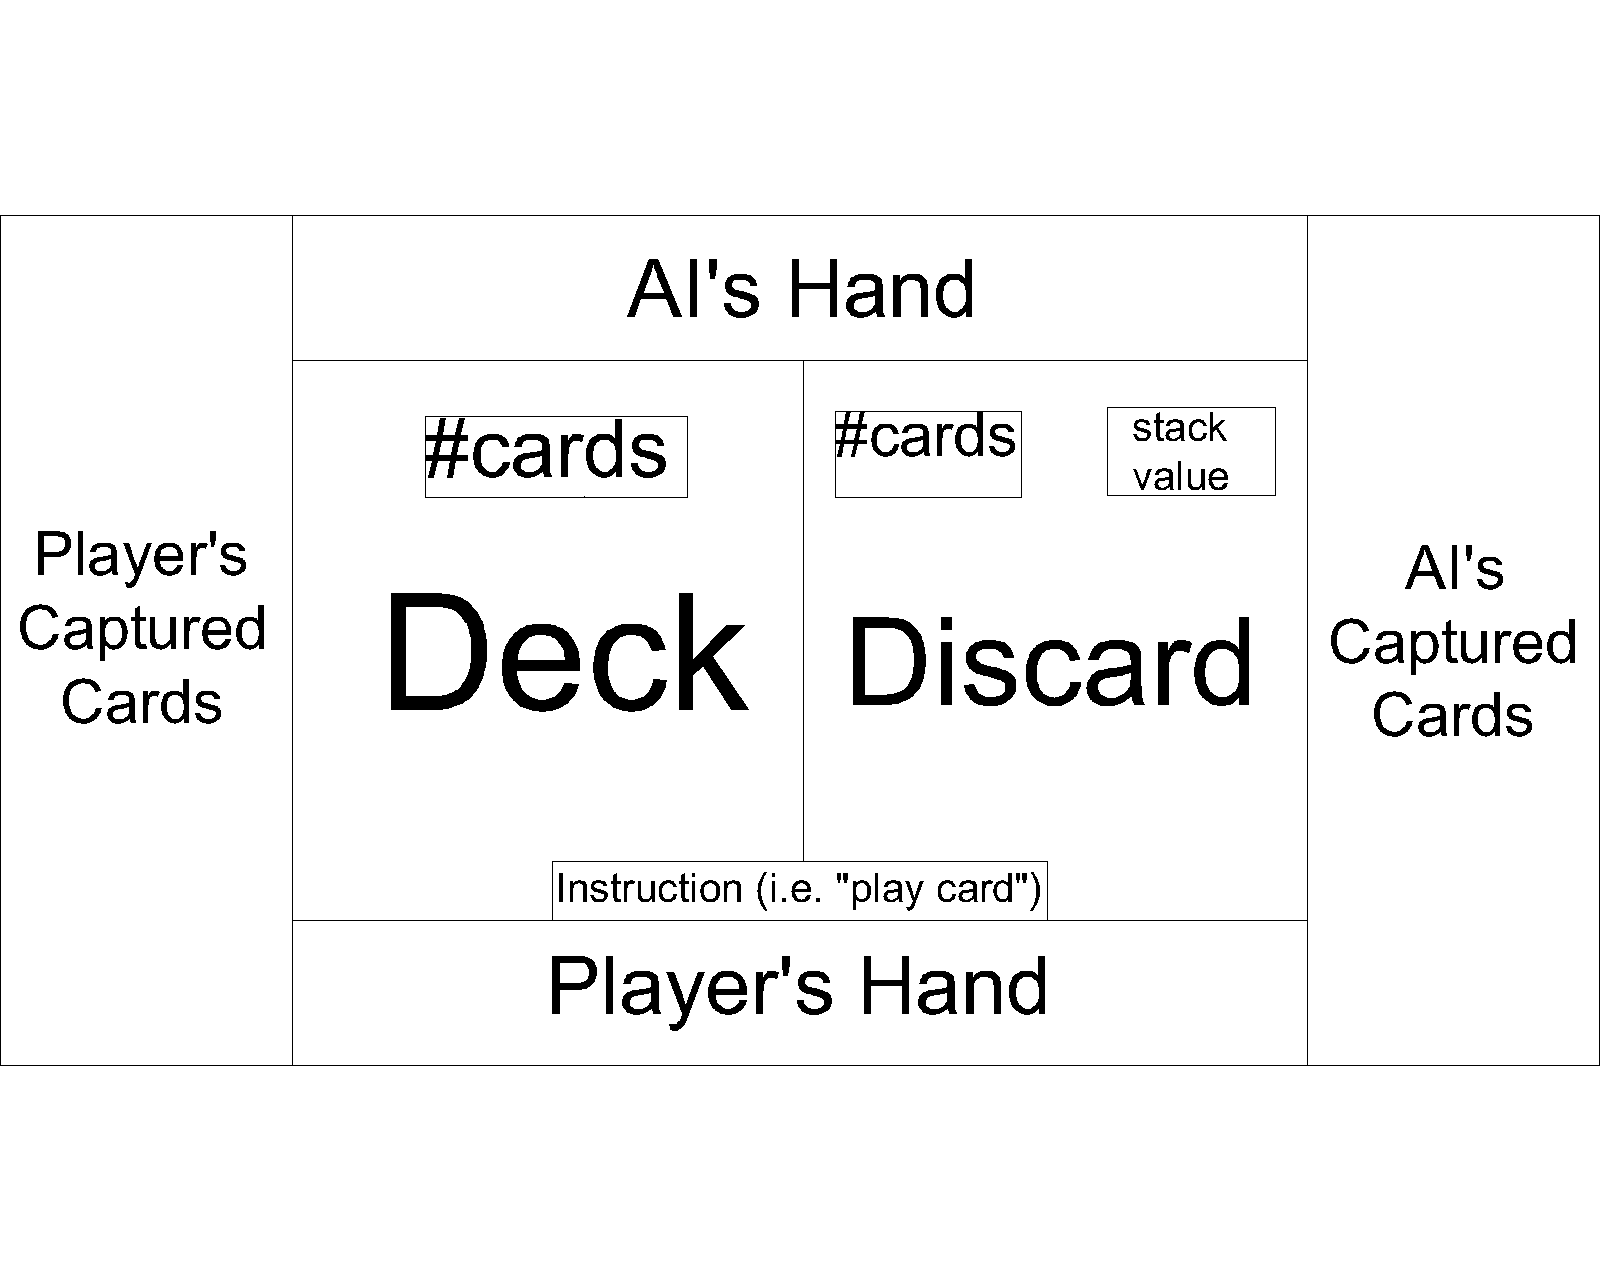 AI's Hand
#cards
#cards
stack
value
Player's
Captured
Cards
Deck
Discard
AI's
Captured
Cards
Instruction (i.e. "play card")
Player's Hand